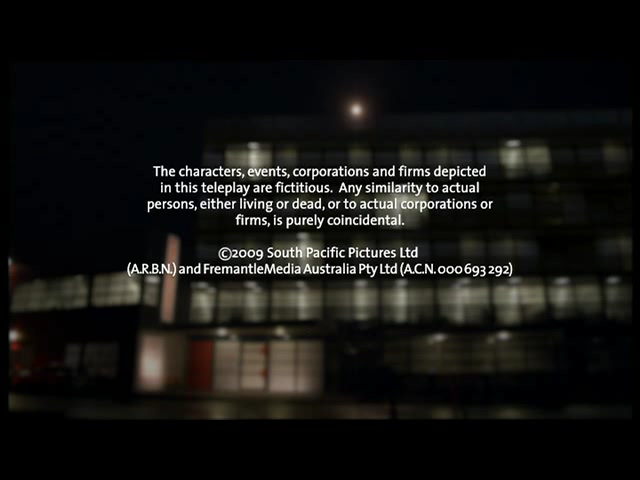 The characters, events, corporations and firms depicted
in this teleplay are fictitious. Any similarity to actual
persons, either living or dead, or to actual corporations or
firms, is purely coincidental.
©2009 South Pacific Pictures Ltd
(A.R.B.N.) and FremantleMedia Australia Pty Ltd (A.C.N. 000 693 292)